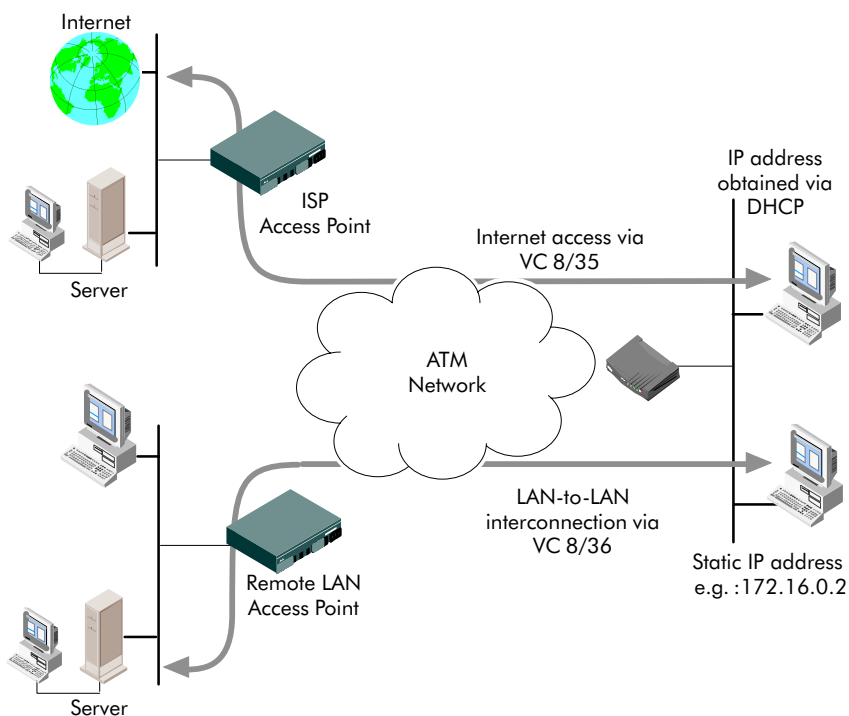 Internet
ISP
Access Point
Server
IP address
obtained via
DHCP
Internet access via
VC 8/35
ATM
Network
LAN-to-LAN
interconnection via
VC 8/36
Remote LAN
Access Point
Static IP address
e.g. :172.16.0.2
Server